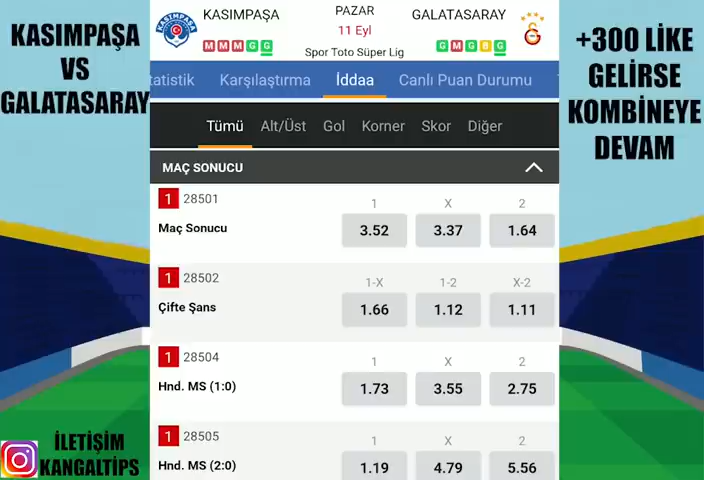 KASIMPAŞA
VS
GALATASARAY
KASIMPAŞA
M M M G G
PAZAR
11 Eyl
Spor Toto Süper Lig
GALATASARAY
G M G B G
+300 LİKE
GELİRSE
KOMBİNEYE
DEVAM
tatistik Karşılaştırma İddaa Canlı Puan Durumu
Tümü Alt/Üst Gol Korner Skor Diğer
MAÇ SONUCU
1 28501
Maç Sonucu
1 X 2
3.52 3.37 1.64
1 28502
Çifte Şans
1-X 1-2 X-2
1.66 1.12 1.11
1 28504
Hnd. MS (1:0)
1 X 2
1.73 3.55 2.75
1 28505
Hnd. MS (2:0)
1 X 2
1.19 4.79 5.56
İLETİŞİM
KANGALTIPS